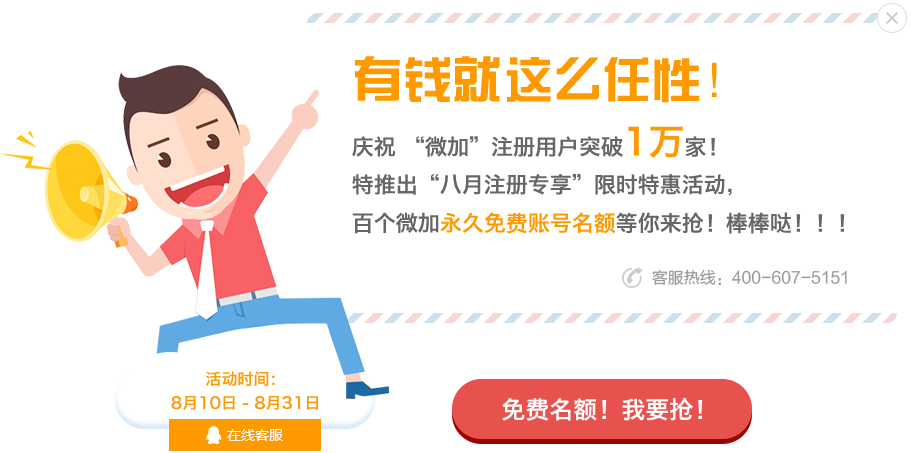 有钱就这么任性！
庆祝 “微加”注册用户突破1万家！
特推出“八月注册专享”限时特惠活动，
百个微加永久免费账号名额等你来抢！棒棒哒！！！
客服热线：400-607-5151
活动时间：
8月10日 - 8月31日
在线客服
免费名额！我要抢！